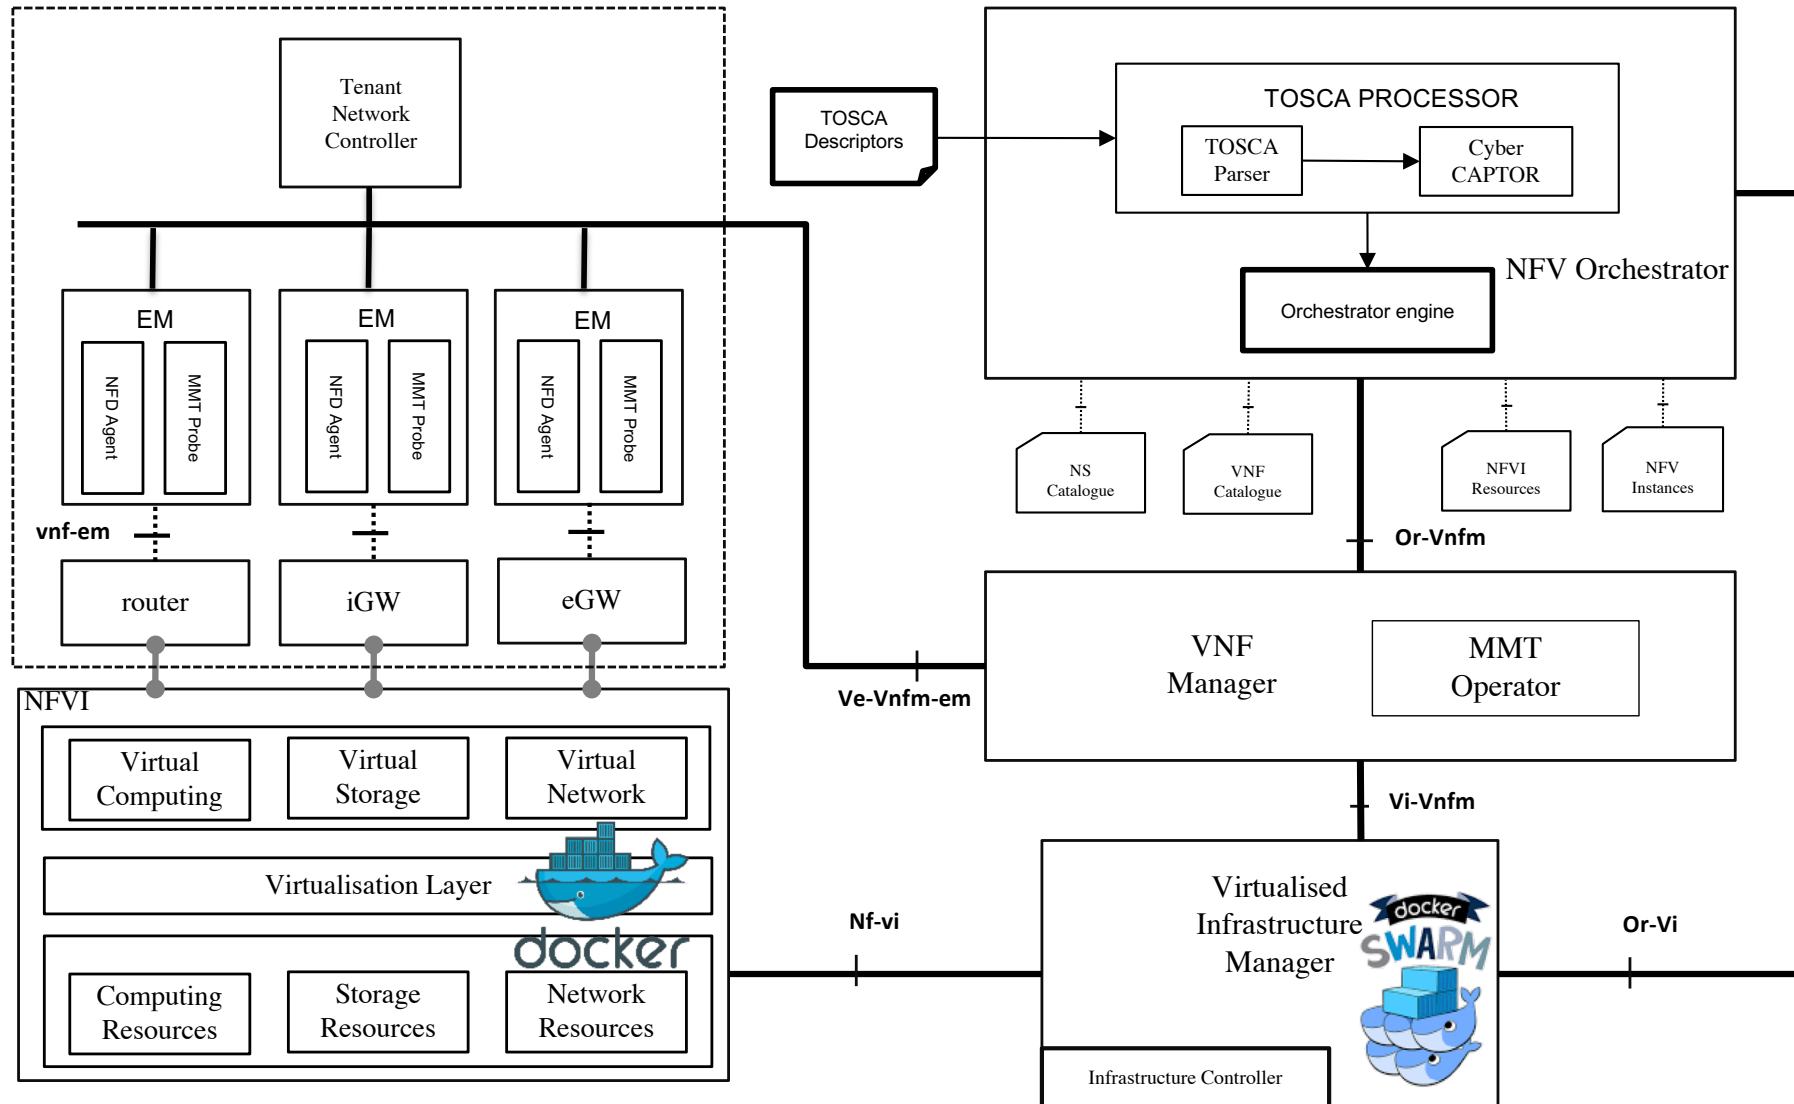 Tenant
Network
Controller
EM
NFD Agent
MMT Probe
EM
NFD Agent
MMT Probe
EM
NFD Agent
MMT Probe
vnf-em
router
iGW
eGW
NFVI
Virtual
Computing
Virtual
Storage
Virtual
Network
Virtualisation Layer
docker
Computing
Resources
Storage
Resources
Network
Resources
TOSCA
Descriptors
TOSCA PROCESSOR
TOSCA
Parser
Cyber
CAPTOR
Orchestrator engine
NFV Orchestrator
NS
Catalogue
VNF
Catalogue
NFVI
Resources
NFV
Instances
Or-Vnfm
VNF
Manager
MMT
Operator
Ve-Vnfm-em
Vi-Vnfm
Virtualised
Infrastructure
Manager
docker
SWARM
Infrastructure Controller
Nf-vi
Or-Vi